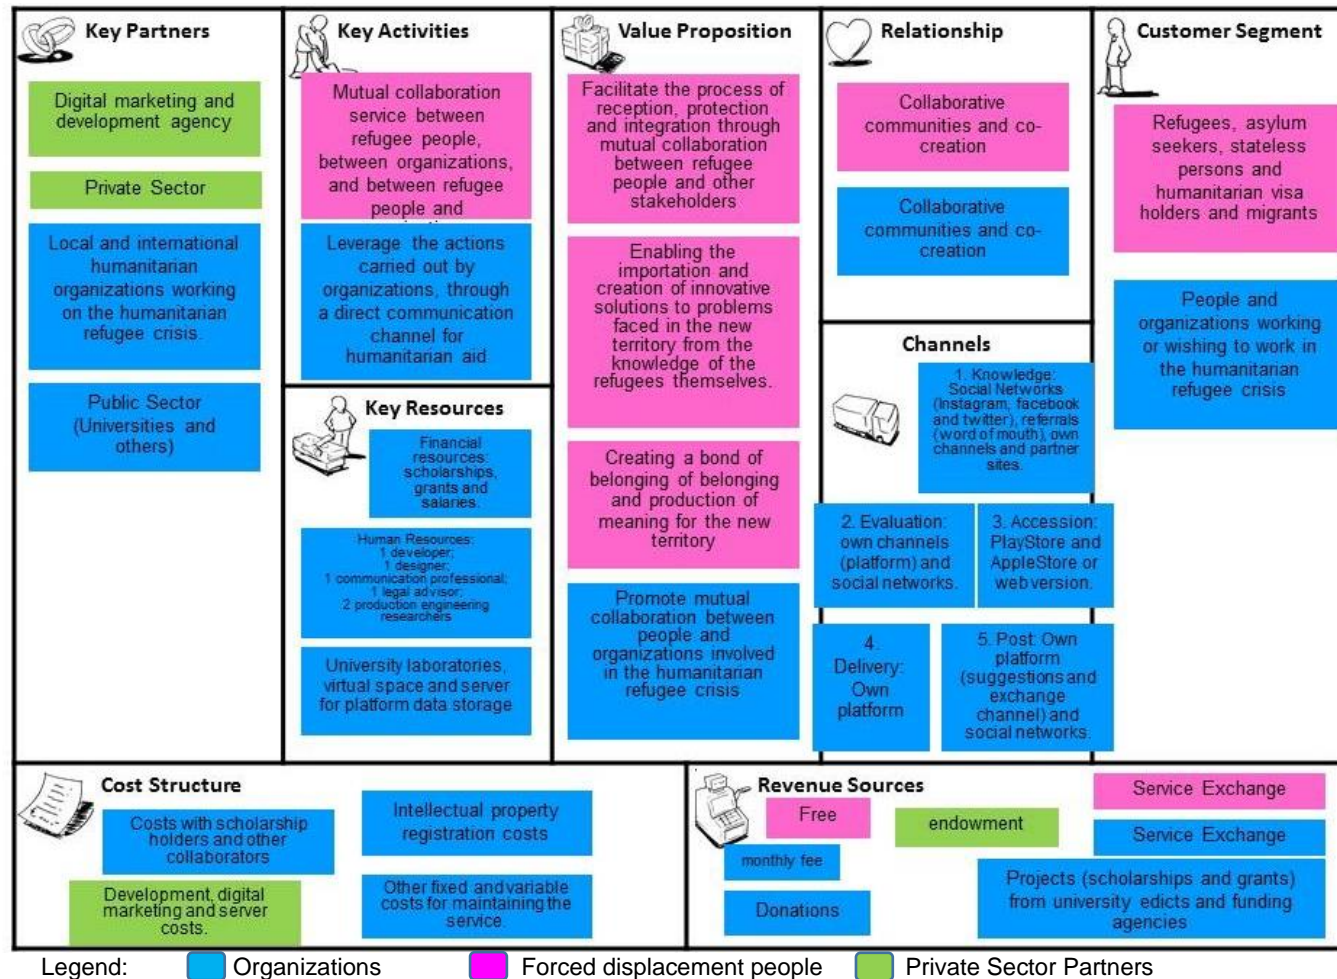 Key Partners
Digital marketing and
development agency
Private Sector
Local and international
humanitarian
organizations working
on the humanitarian
refugee crisis.
Public Sector
(Universities and
others)
Key Activities
Mutual collaboration
service between
refugee people,
between organizations,
and between refugee
people and
Leverage the actions
carried out by
organizations, through
a direct communication
channel for
humanitarian aid
Key Resources
Financial
resources:
scholarships,
grants and
salaries.
Human Resources:
1 developer;
1 designer;
1 communication professional;
1 legal advisor;
2 production engineering
researchers
University laboratories,
virtual space and server
for platform data storage
Value Proposition
Facilitate the process of
reception, protection
and integration through
mutual collaboration
between refugee
people and other
stakeholders
Enabling the
importation and
creation of innovative
solutions to problems
faced in the new
territory from the
knowledge of the
refugees themselves.
Creating a bond of
belonging of belonging
and production of
meaning for the new
territory
Promote mutual
collaboration between
people and
organizations involved
in the humanitarian
refugee crisis
Relationship
Collaborative
communities and co-
creation
Collaborative
communities and co-
creation
Channels
1. Knowledge:
Social Networks
(Instagram, facebook
and twitter), referrals
(word of mouth), own
channels and partner
sites.
2. Evaluation:
own channels
(platform) and
social networks.
3. Accession:
PlayStore and
AppleStore or
web version.
4.
Delivery:
Own
platform
5. Post: Own
platform
(suggestions and
exchange
channel) and
social networks.
Customer Segment
Refugees, asylum
seekers, stateless
persons and
humanitarian visa
holders and migrants
People and
organizations working
or wishing to work in
the humanitarian
refugee crisis
Cost Structure
Costs with scholarship
holders and other
collaborators
Development, digital
marketing and server
costs.
Intellectual property
registration costs
Other fixed and variable
costs for maintaining the
service.
Revenue Sources
Free
monthly fee
Donations
endowment
Service Exchange
Service Exchange
Projects (scholarships and grants)
from university edicts and funding
agencies
Legend: Organizations Forced displacement people Private Sector Partners